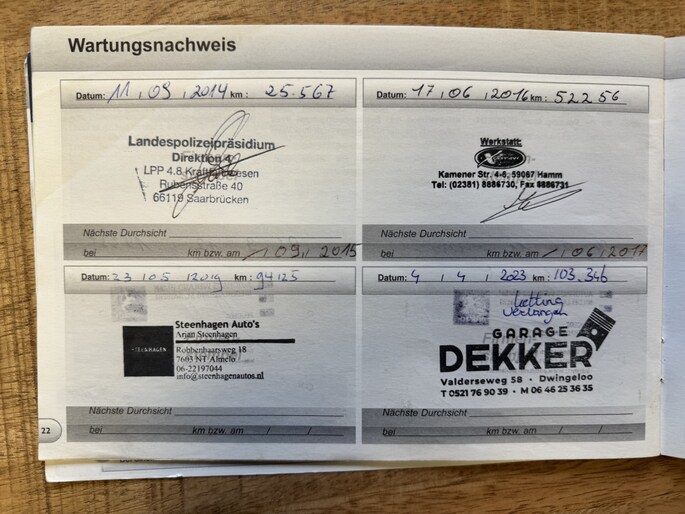 Wartungsnachweis
Datum: 11 , 09 , 2014 km : 25.567
Landespolizeipräsidium
Direktion 4
LPP 4.8 Kraftfahrwesen
Rubensstraße 40
66119 Saarbrücken
Nächste Durchsicht
bei km bzw. am / 09 , 2015
Datum: 17 , 06 , 2016 km : 52256
Werkstatt:
Kamener Str. 4-6, 59067 Hamm
Tel: (02381) 8886730, Fax 8886731
Nächste Durchsicht
bei km bzw. am / 06 , 2017
Datum: 23 , 05 , 2019 km : 94125
STEENHAGEN
Steenhagen Auto's
Arjan Steenhagen
Robbenhaarsweg 18
7603 NT Almelo
06-22197044
info@steenhagenautos.nl
Nächste Durchsicht
bei km bzw. am / /
Datum: 4 , 4 , 2023 km : 103.346
GARAGE
DEKKER
Valderseweg 58 - Dwingeloo
T 0521 76 90 39 - M 06 46 25 36 35
Nächste Durchsicht
bei km bzw. am / /
22